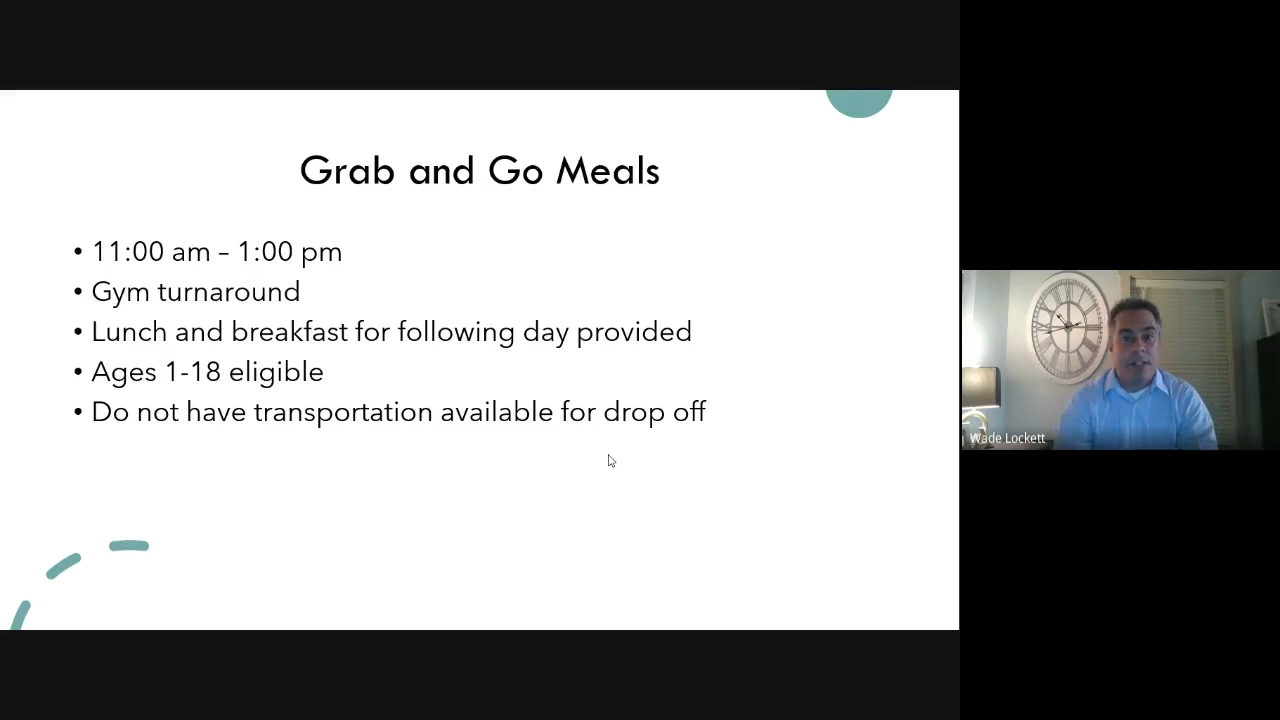 Grab and Go Meals
• 11:00 am – 1:00 pm
• Gym turnaround
• Lunch and breakfast for following day provided
• Ages 1-18 eligible
• Do not have transportation available for drop off
Wade Lockett